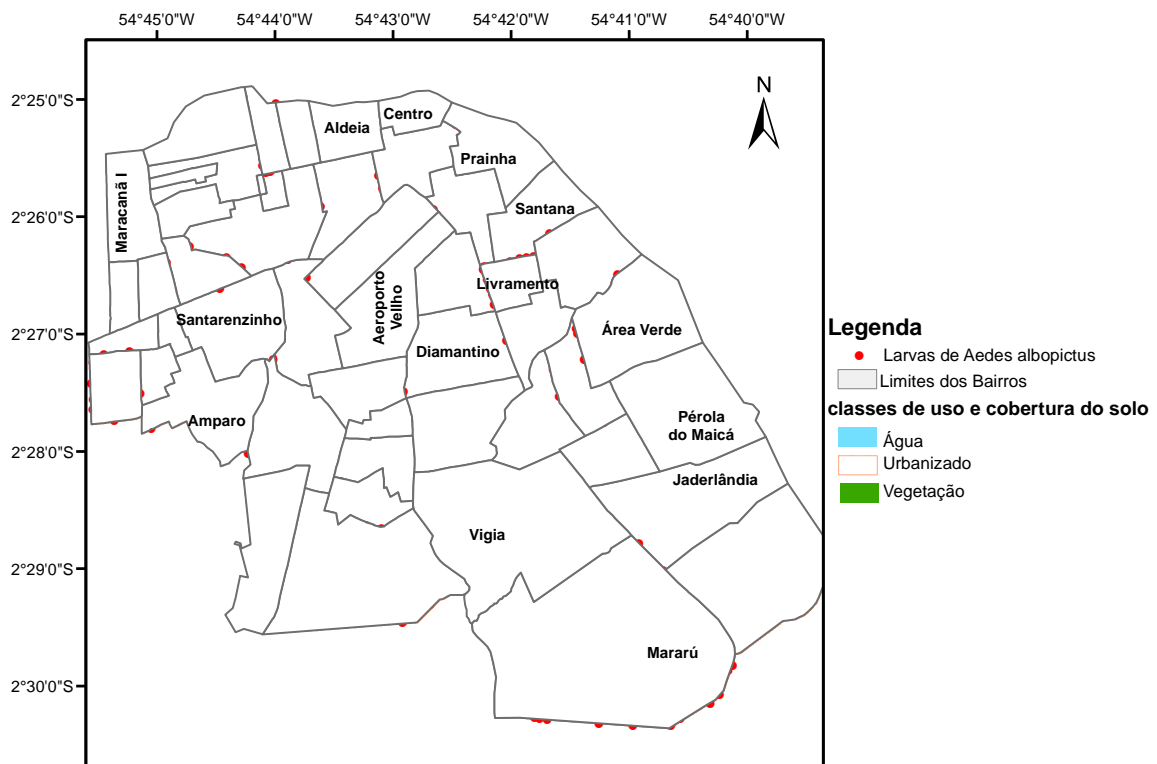 54°45'0"W 54°44'0"W 54°43'0"W 54°42'0"W 54°41'0"W 54°40'0"W
2°25'0"S
2°26'0"S
2°27'0"S
2°28'0"S
2°29'0"S
2°30'0"S
N
Centro
Aldeia
Prainha
Maracanã I
Santana
Livramento
Santarenzinho
Aeroporto
Vellho
Área Verde
Diamantino
Amparo
Pérola
do Maicá
Jaderlândia
Vigia
Mararú
Legenda
Larvas de Aedes albopictus
Limites dos Bairros
classes de uso e cobertura do solo
Água
Urbanizado
Vegetação